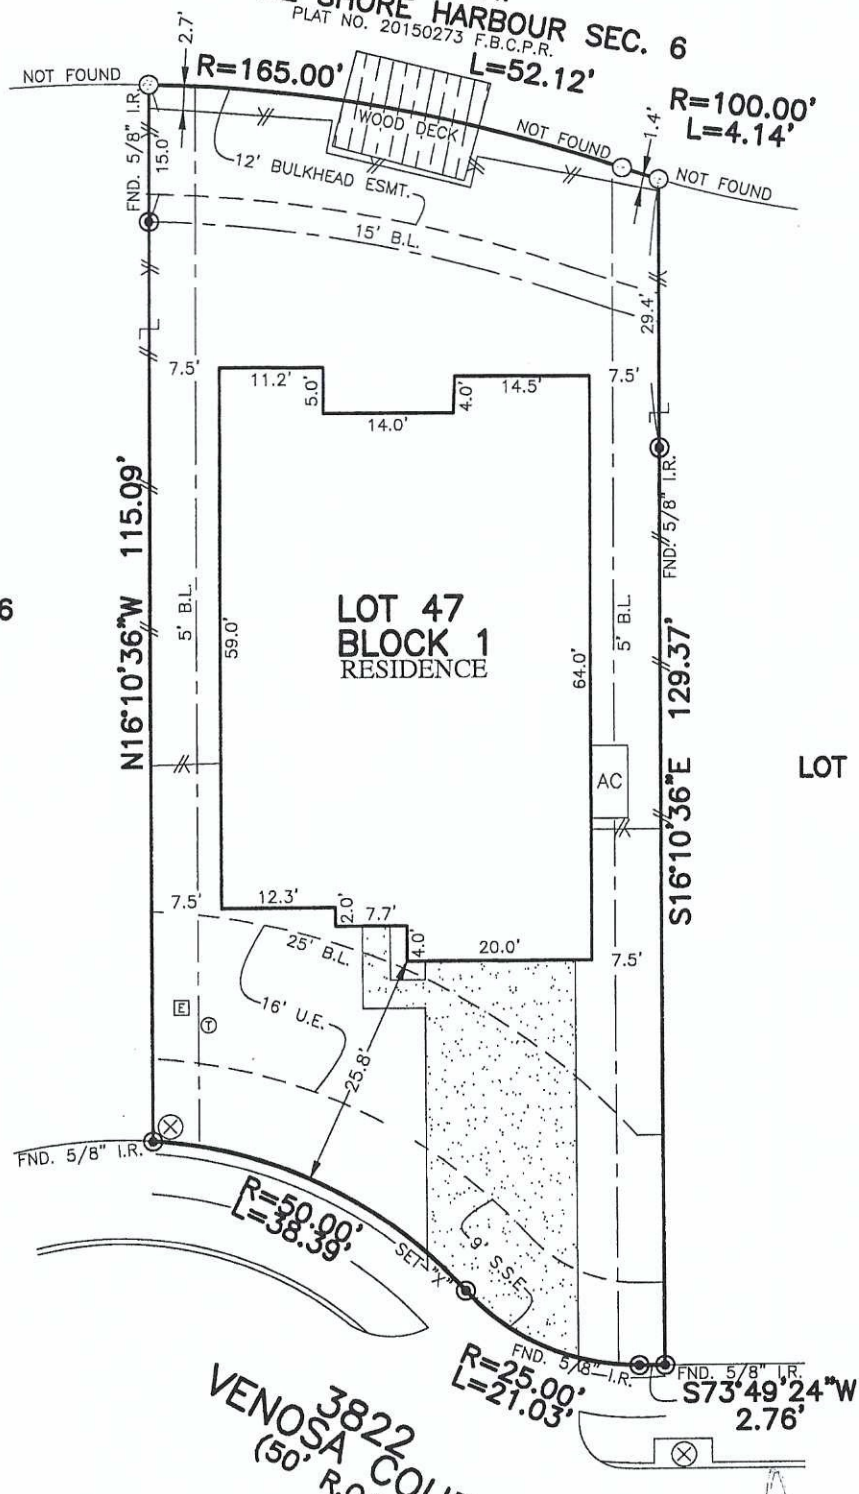 SHORE HARBOUR SEC. 6
PLAT NO. 20150273 F.B.C.P.R.
2.7'
NOT FOUND
R=165.00'
L=52.12'
R=100.00'
L=4.14'
1.4'
WOOD DECK
NOT FOUND
NOT FOUND
FND. 5/8" I.R.
15.0'
12' BULKHEAD ESMT.
15' B.L.
29.4'
7.5'
11.2'
5.0'
14.0'
4.0'
14.5'
7.5'
N16°10'36"W 115.09'
FND. 5/8" I.R.
6
5' B.L.
59.0'
LOT 47
BLOCK 1
RESIDENCE
64.0'
5' B.L.
S16°10'36"E 129.37'
AC
LOT
7.5'
12.3'
2.0'
7.7'
4.0'
20.0'
7.5'
25' B.L.
16' U.E.
E
T
25.8'
FND. 5/8" I.R.
R=50.00'
L=38.39'
SET "X"
9' S.S.E.
FND. 5/8" I.R.
R=25.00'
L=21.03'
FND. 5/8" I.R.
S73°49'24"W
2.76'
3822
VENOSA COU
(50' R.O